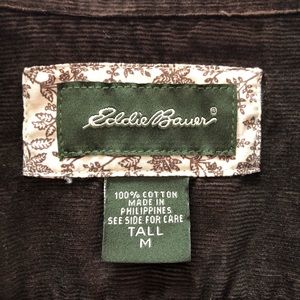 Eddie Bauer®
100% COTTON
MADE IN
PHILIPPINES
SEE SIDE FOR CARE
TALL
M